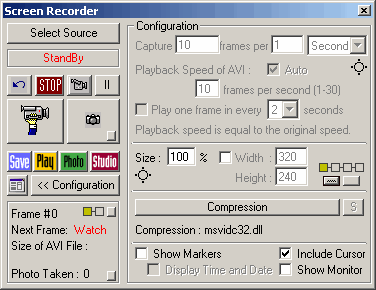 Screen Recorder
Select Source
StandBy
STOP
Save Play Photo Studio
<< Configuration
Frame #0
Next Frame: Watch
Size of AVI File :
Photo Taken : 0
Configuration
Capture 10 frames per 1 Second
Playback Speed of AVI : Auto
10 frames per second (1-30)
Play one frame in every 2 seconds
Playback speed is equal to the original speed.
Size : 100 % Width : 320
Height : 240
Compression S
Compression : msvidc32.dll
Show Markers Include Cursor
Display Time and Date Show Monitor